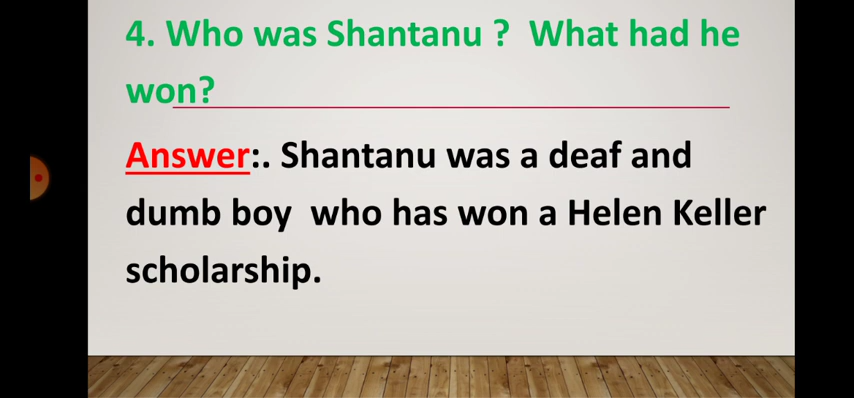 4. Who was Shantanu ?  What had he
won?
Answer:. Shantanu was a deaf and
dumb boy  who has won a Helen Keller
scholarship.